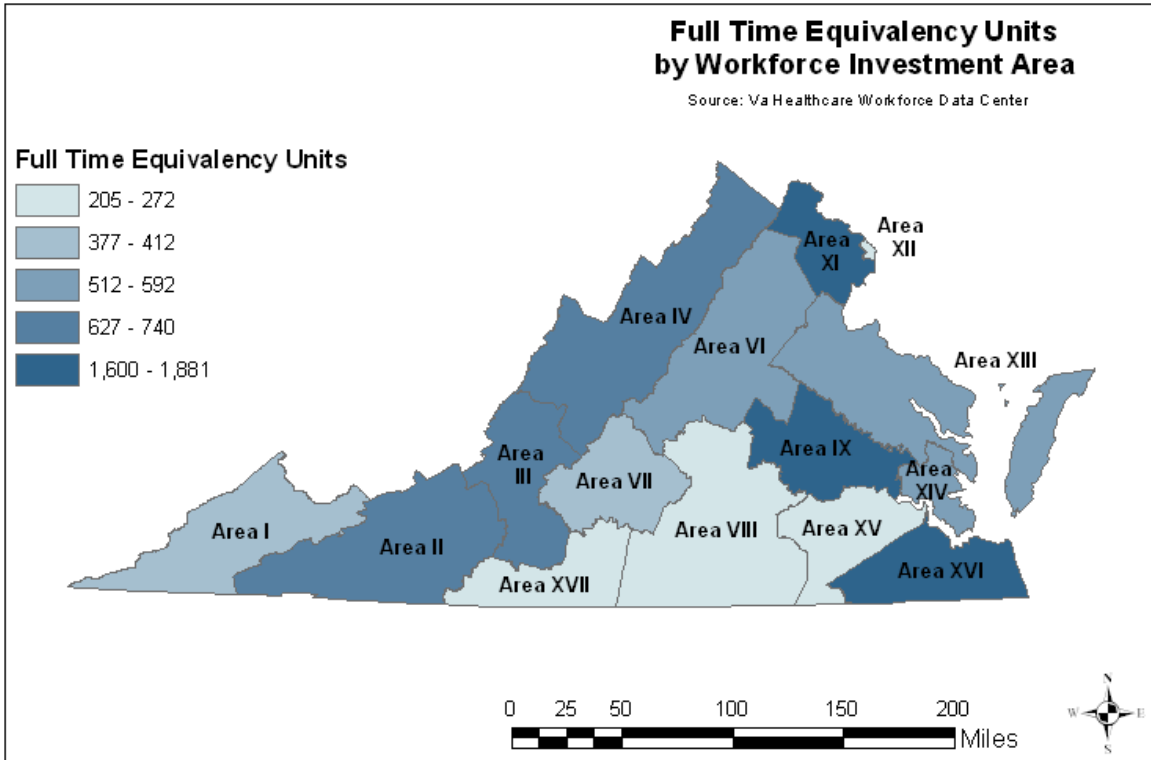 Full Time Equivalency Units
by Workforce Investment Area
Source: Va Healthcare Workforce Data Center
Full Time Equivalency Units
205 - 272
377 - 412
512 - 592
627 - 740
1,600 - 1,881
Area
XI
Area
XII
Area IV
Area VI
Area XIII
Area
III
Area VII
Area IX
Area
XIV
Area I
Area II
Area VIII
Area XV
Area XVII
Area XVI
0 25 50 100 150 200
Miles
N
W E
S